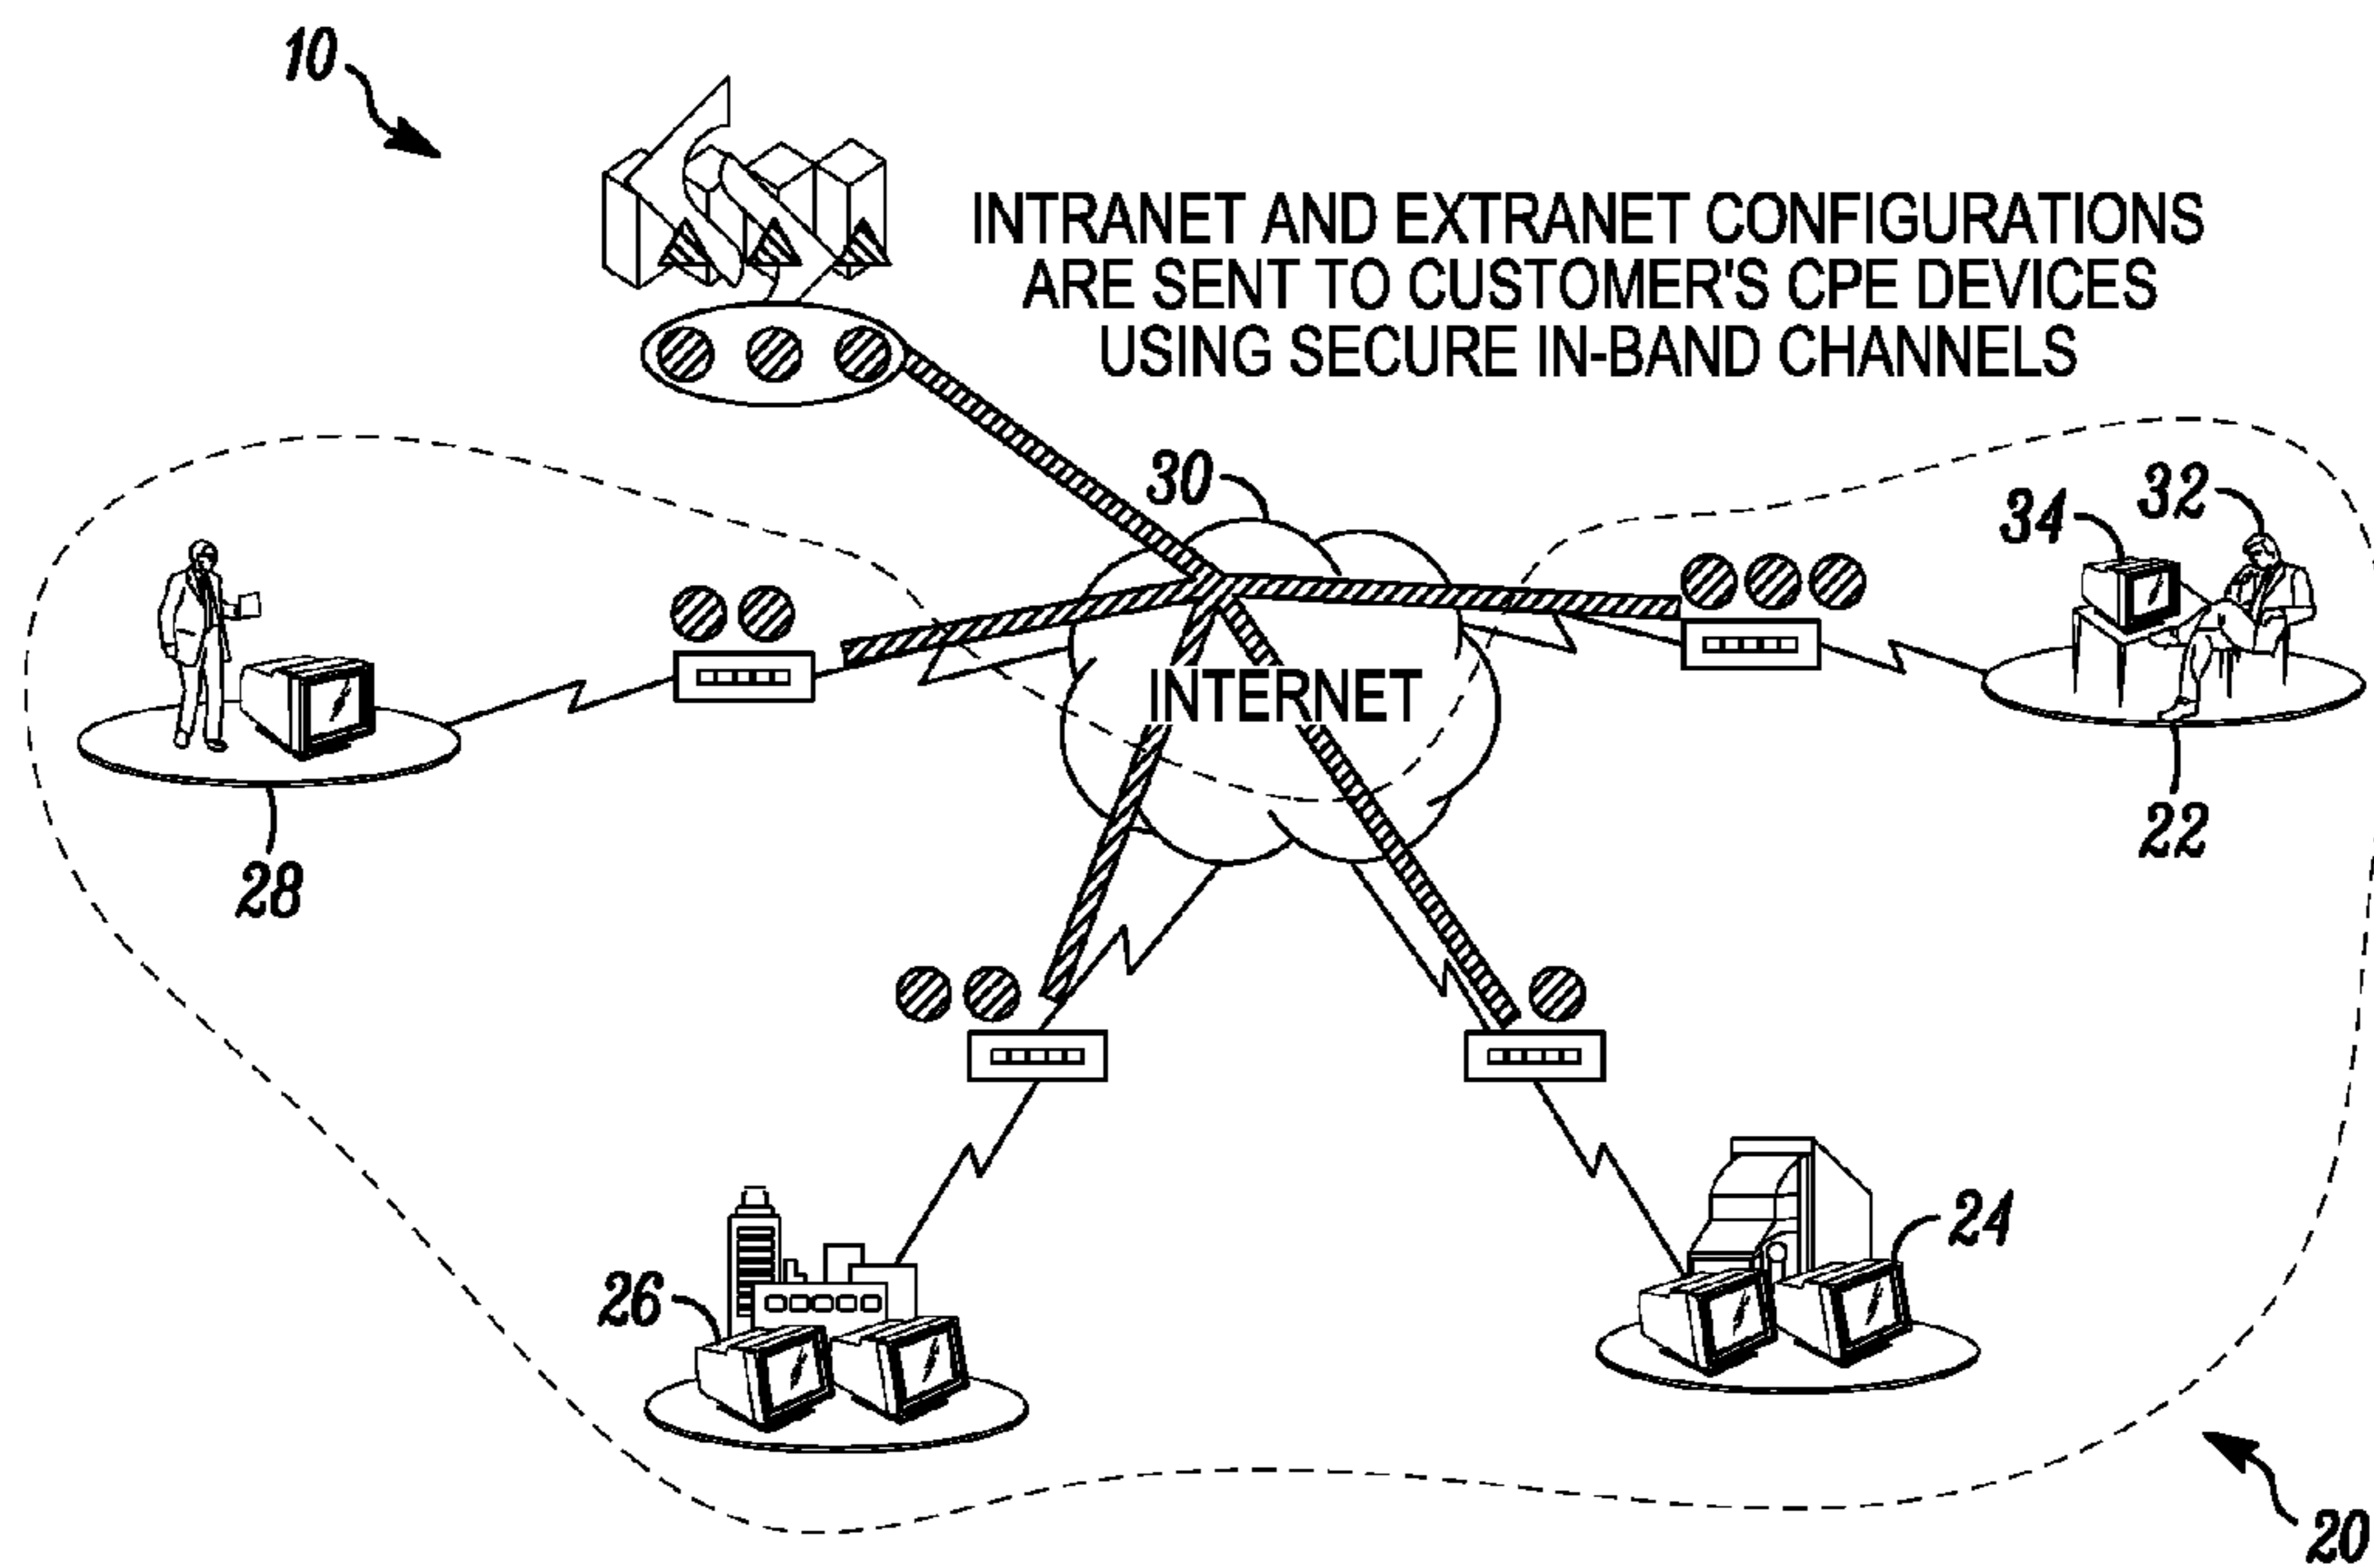 10
INTRANET AND EXTRANET CONFIGURATIONS
ARE SENT TO CUSTOMER'S CPE DEVICES
USING SECURE IN-BAND CHANNELS
30
34
32
INTERNET
28
22
26
24
20